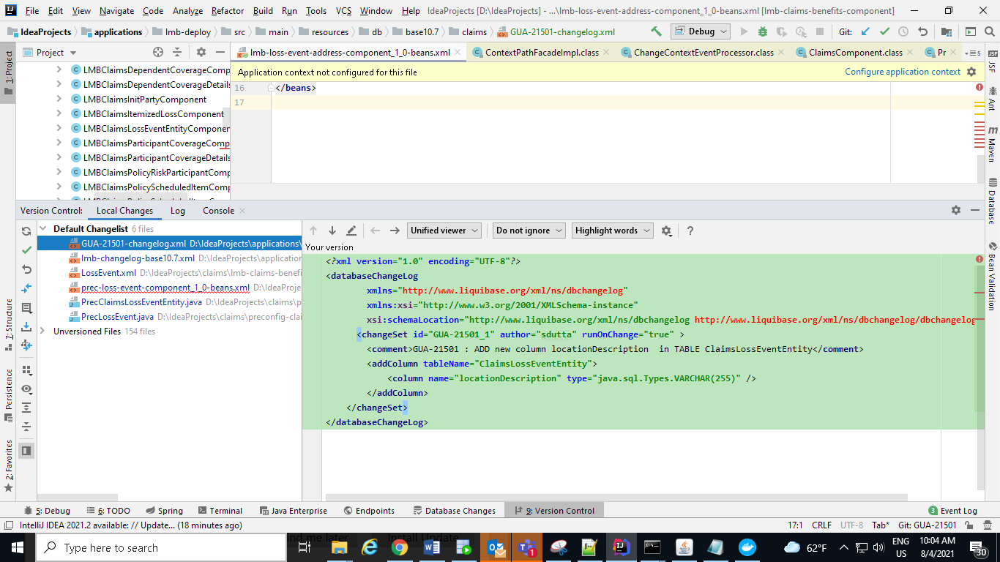 File Edit View Navigate Code Analyze Refactor Build Run Tools VCS Window Help IdeaProjects [D:\IdeaProjects] - ...\lmb-loss-event-address-component_1_0-beans.xml [lmb-claims-benefits-component]
IdeaProjects applications lmb-deploy src main resources db base10.7 claims GUA-21501-changelog.xml Debug Git:
Project lmb-loss-event-address-component_1_0-beans.xml ContextPathFacadeImpl.class ChangeContextEventProcessor.class ClaimsComponent.class Pr
Application context not configured for this file Configure application context
LMBClaimsDependentCoverageComp
LMBClaimsDependentCoverageDetails
LMBClaimsInitPartyComponent
LMBClaimsItemizedLossComponent
LMBClaimsLossEventEntityComponen
LMBClaimsParticipantCoverageComp
LMBClaimsParticipantCoverageDetails
LMBClaimsPolicyRiskParticipantComp
LMBClaimsPolicyScheduledItemComp
16 </beans>
17
1: Project
Z: Structure
Persistence
2: Favorites
JSF
Ant
Maven
Database
Bean Validation
Version Control: Local Changes Log Console
Default Changelist 6 files
GUA-21501-changelog.xml D:\IdeaProjects\applications\
lmb-changelog-base10.7.xml D:\IdeaProjects\application
LossEvent.xml D:\IdeaProjects\claims\lmb-claims-benefi
prec-loss-event-component_1_0-beans.xml D:\IdeaProje
PrecClaimsLossEventEntity.java D:\IdeaProjects\claims\p
PrecLossEvent.java D:\IdeaProjects\claims\preconfig-clai
Unversioned Files 154 files
Unified viewer Do not ignore Highlight words ?
Your version
<?xml version="1.0" encoding="UTF-8"?>
<databaseChangeLog
xmlns="http://www.liquibase.org/xml/ns/dbchangelog"
xmlns:xsi="http://www.w3.org/2001/XMLSchema-instance"
xsi:schemaLocation="http://www.liquibase.org/xml/ns/dbchangelog http://www.liquibase.org/xml/ns/dbchangelog/dbchangelog
<changeSet id="GUA-21501_1" author="sdutta" runOnChange="true" >
<comment>GUA-21501 : ADD new column locationDescription  in TABLE ClaimsLossEventEntity</comment>
<addColumn tableName="ClaimsLossEventEntity">
<column name="locationDescription" type="java.sql.Types.VARCHAR(255)" />
</addColumn>
</changeSet>
</databaseChangeLog>
5: Debug 6: TODO Spring Terminal Java Enterprise Endpoints Database Changes 9: Version Control 3 Event Log
IntelliJ IDEA 2021.2 available: // Update... (18 minutes ago) 17:1 CRLF UTF-8 Tab* Git: GUA-21501
Type here to search
ind me later Install Update
62°F ENG US 10:04 AM 8/4/2021 30